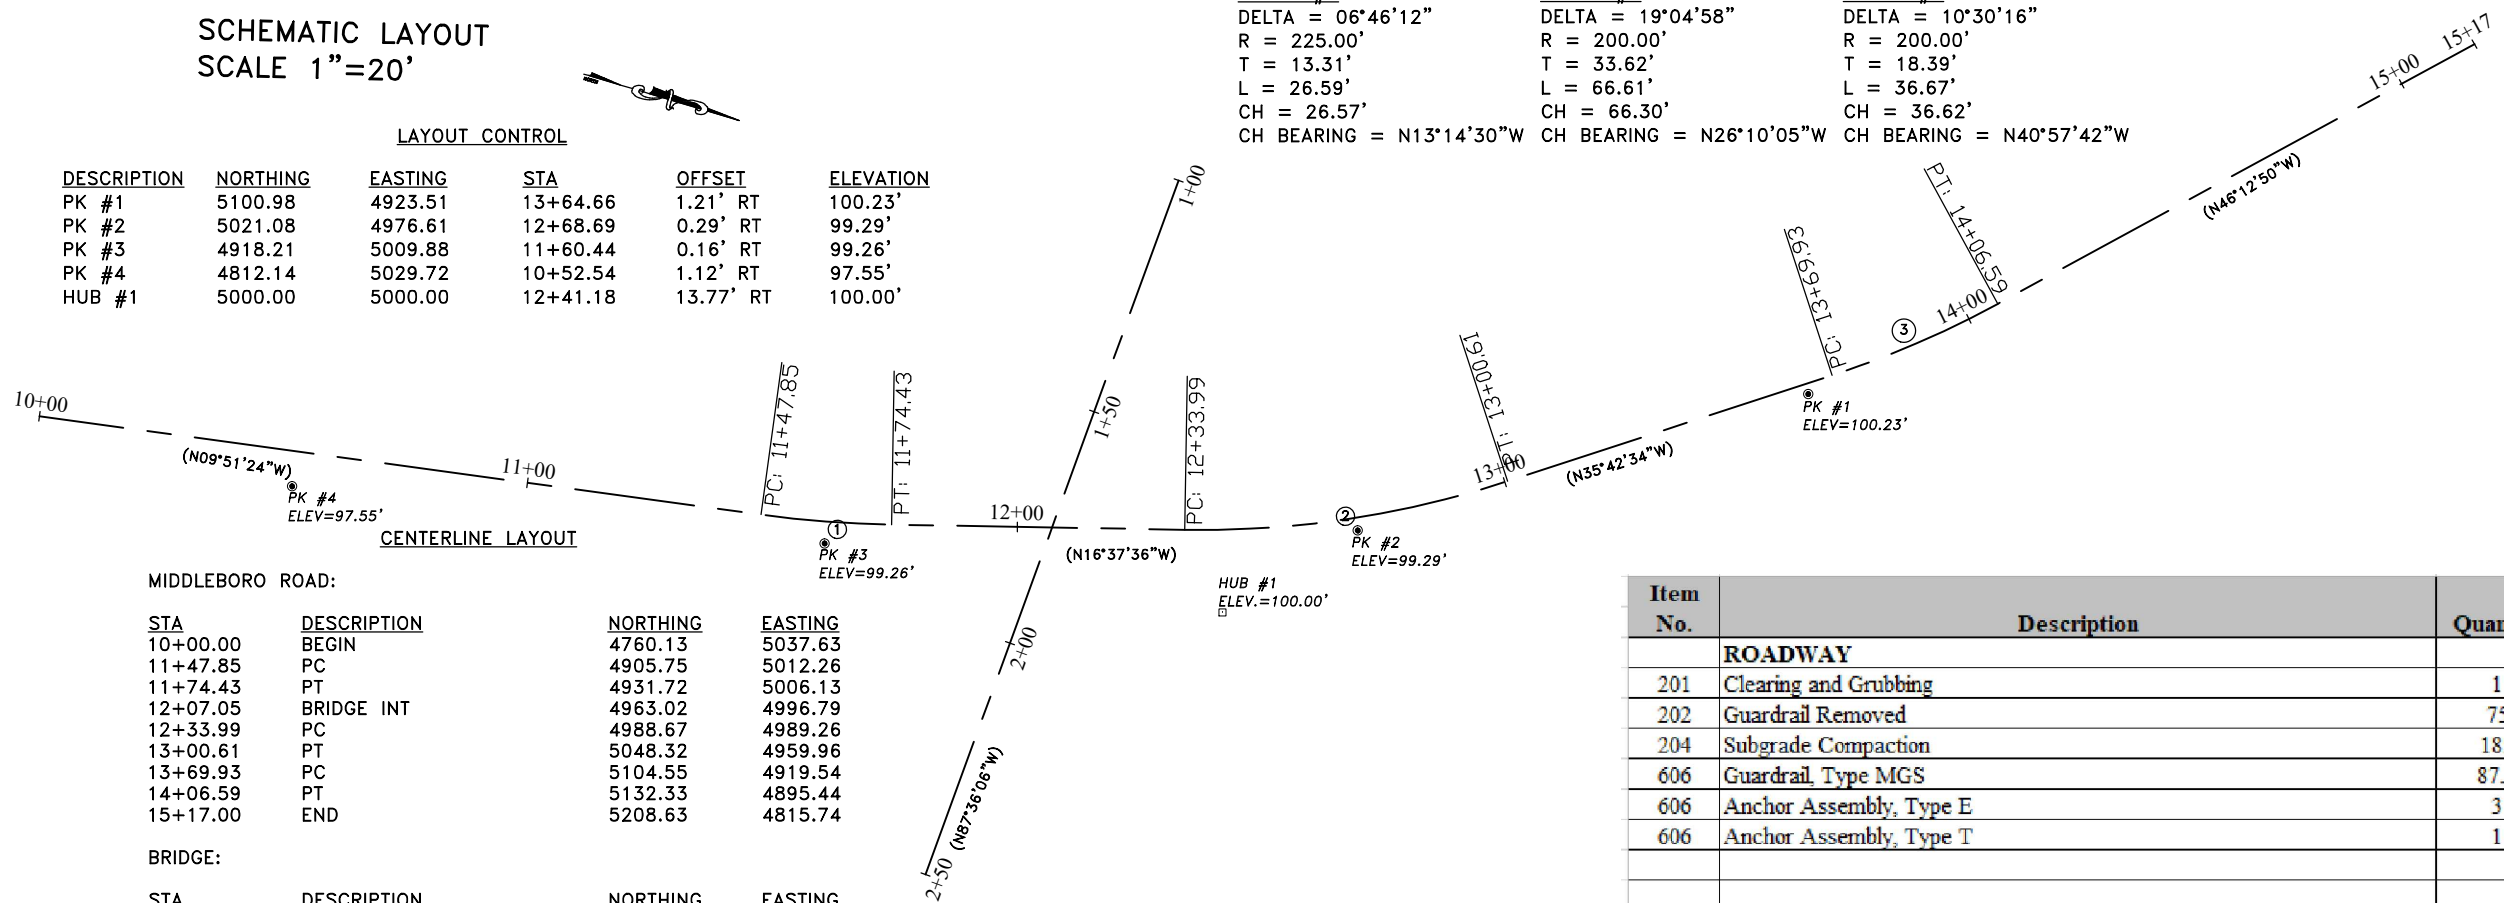 SCHEMATIC LAYOUT
SCALE 1"=20'
LAYOUT CONTROL
DESCRIPTION NORTHING EASTING STA OFFSET ELEVATION
PK #1 5100.98 4923.51 13+64.66 1.21' RT 100.23'
PK #2 5021.08 4976.61 12+68.69 0.29' RT 99.29'
PK #3 4918.21 5009.88 11+60.44 0.16' RT 99.26'
PK #4 4812.14 5029.72 10+52.54 1.12' RT 97.55'
HUB #1 5000.00 5000.00 12+41.18 13.77' RT 100.00'
DELTA = 06°46'12"
R = 225.00'
T = 13.31'
L = 26.59'
CH = 26.57'
CH BEARING = N13°14'30"W
DELTA = 19°04'58"
R = 200.00'
T = 33.62'
L = 66.61'
CH = 66.30'
CH BEARING = N26°10'05"W
DELTA = 10°30'16"
R = 200.00'
T = 18.39'
L = 36.67'
CH = 36.62'
CH BEARING = N40°57'42"W
15+17
15+00
(N46°12'50"W)
PT: 14+06.59
14+00
3
PC: 13+69.93
PK #1
ELEV=100.23'
(N35°42'34"W)
PT: 13+00.61
13+00
2
PK #2
ELEV=99.29'
PC: 12+33.99
HUB #1
ELEV.=100.00'
(N16°37'36"W)
12+00
1+00
1+50
2+00
2+50
(N87°36'06"W)
PT: 11+74.43
PC: 11+47.85
1
PK #3
ELEV=99.26'
11+00
10+00
(N09°51'24"W)
PK #4
ELEV=97.55'
CENTERLINE LAYOUT
MIDDLEBORO ROAD:
STA DESCRIPTION NORTHING EASTING
10+00.00 BEGIN 4760.13 5037.63
11+47.85 PC 4905.75 5012.26
11+74.43 PT 4931.72 5006.13
12+07.05 BRIDGE INT 4963.02 4996.79
12+33.99 PC 4988.67 4989.26
13+00.61 PT 5048.32 4959.96
13+69.93 PC 5104.55 4919.54
14+06.59 PT 5132.33 4895.44
15+17.00 END 5208.63 4815.74
BRIDGE:
STA DESCRIPTION NORTHING EASTING
Item
No. Description Quan
ROADWAY
201 Clearing and Grubbing 1
202 Guardrail Removed 75
204 Subgrade Compaction 18
606 Guardrail, Type MGS 87.
606 Anchor Assembly, Type E 3
606 Anchor Assembly, Type T 1